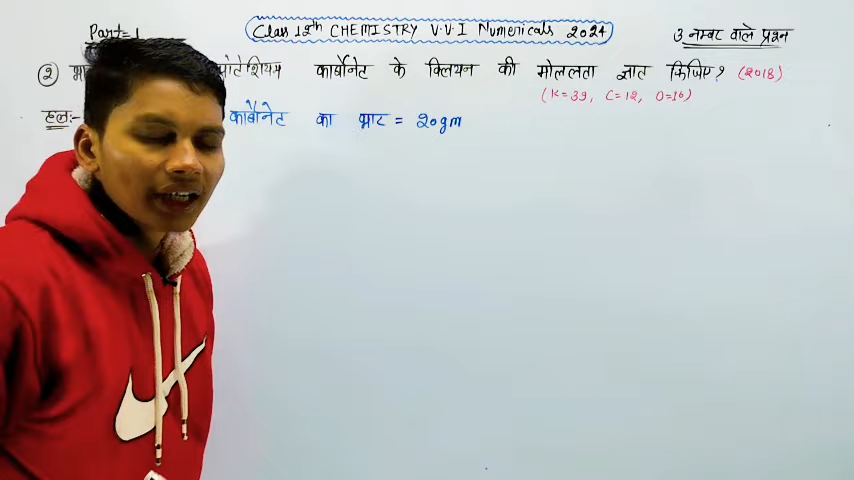 Part=1
Class 12th CHEMISTRY V.V.I Numericals 2024
3 नम्बर वाले प्रश्न
② पोटेशियम कार्बोनेट के विलयन की मोललता ज्ञात किजिए? (2018)
(K=39, C=12, O=16)
हल:- कार्बोनेट का भार = 20gm